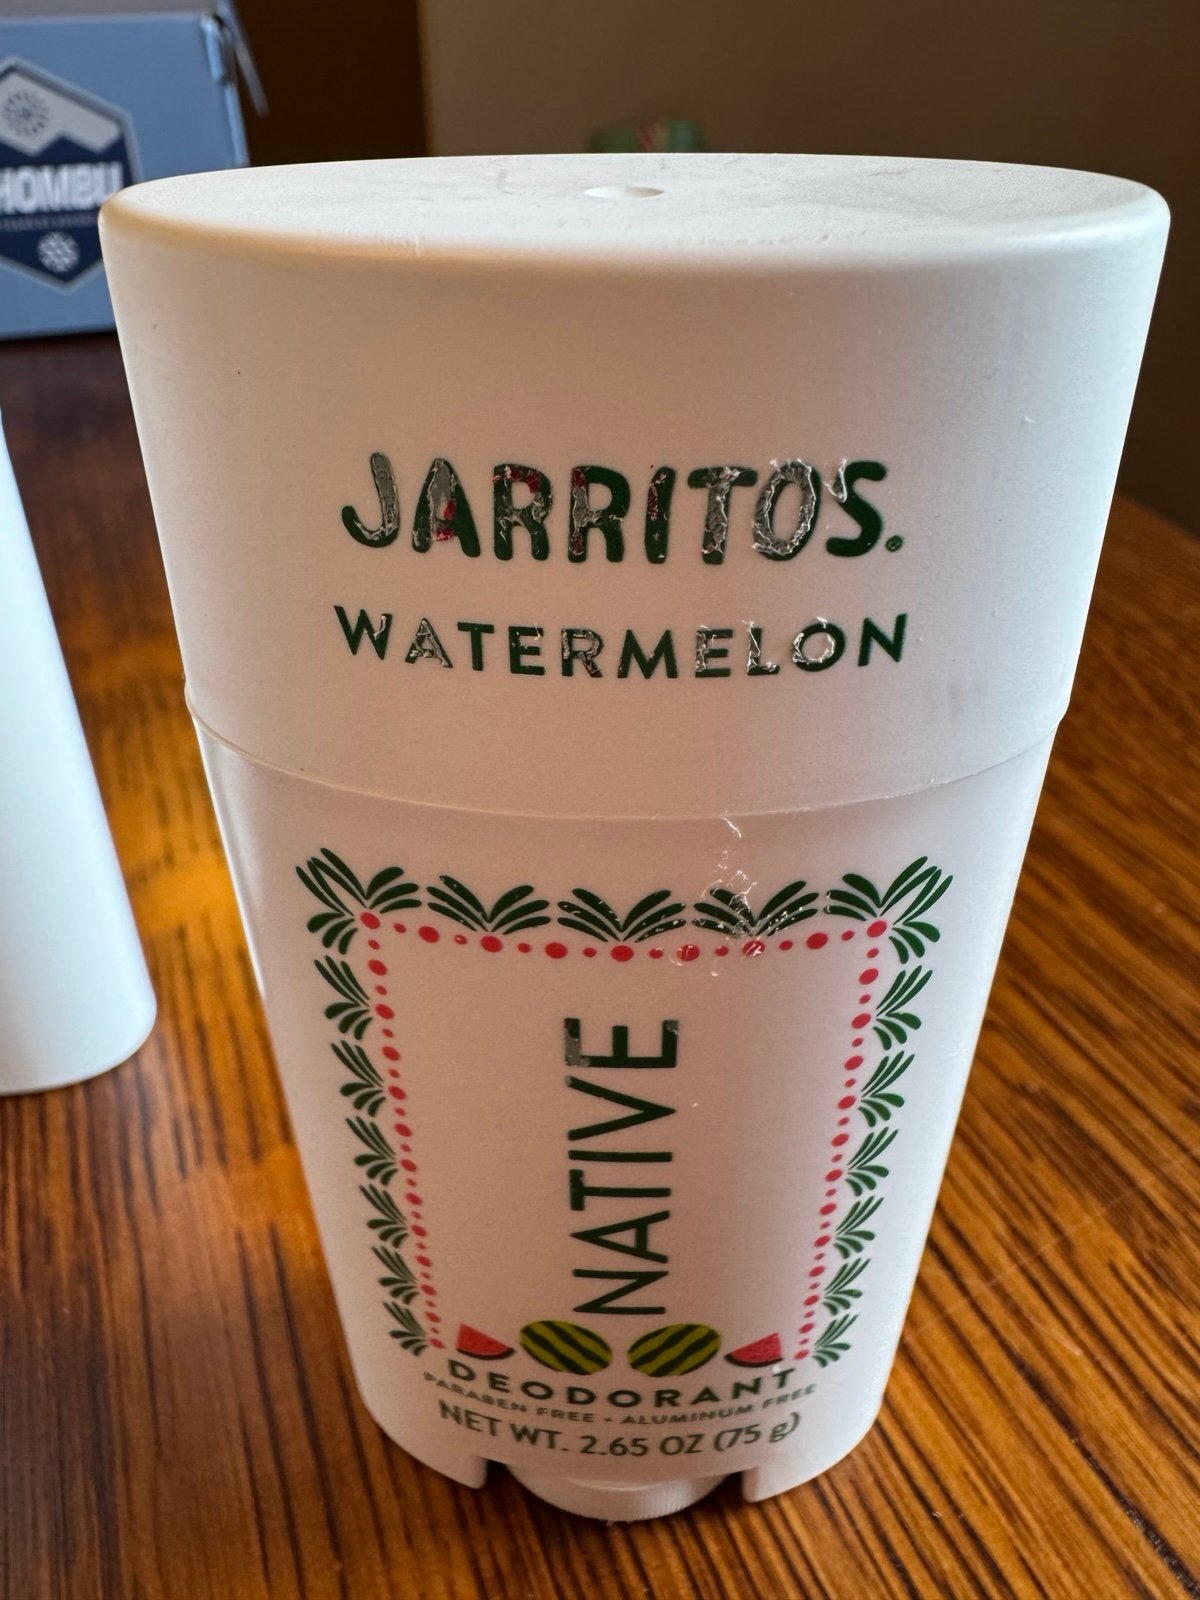 JARRITOS®
WATERMELON
NATIVE
DEODORANT
PARABEN FREE - ALUMINUM FREE
NET WT. 2.65 OZ (75 g)